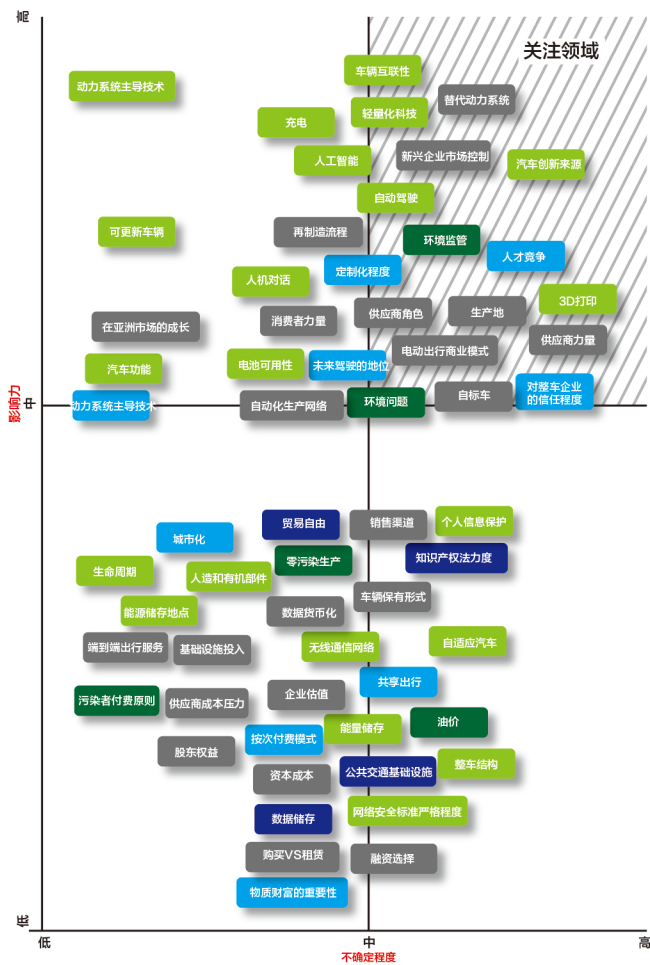 高
关注领域
车辆互联性
动力系统主导技术
替代动力系统
轻量化科技
充电
人工智能
新兴企业市场控制
汽车创新来源
自动驾驶
可更新车辆
再制造流程
环境监管
人才竞争
定制化程度
人机对话
3D打印
供应商角色
生产地
消费者力量
在亚洲市场的成长
供应商力量
电动出行商业模式
电池可用性
未来驾驶的地位
汽车功能
对整车企业
的信任程度
自标车
环境问题
动力系统主导技术
自动化生产网络
影响力
中
贸易自由
销售渠道
个人信息保护
城市化
零污染生产
知识产权法力度
生命周期
人造和有机部件
车辆保有形式
能源储存地点
数据货币化
端到端出行服务
基础设施投入
无线通信网络
自适应汽车
共享出行
企业估值
污染者付费原则
供应商成本压力
能量储存
油价
按次付费模式
股东权益
整车结构
资本成本
公共交通基础设施
数据储存
网络安全标准严格程度
购买VS租赁
融资选择
物质财富的重要性
低
低
中
高
不确定程度